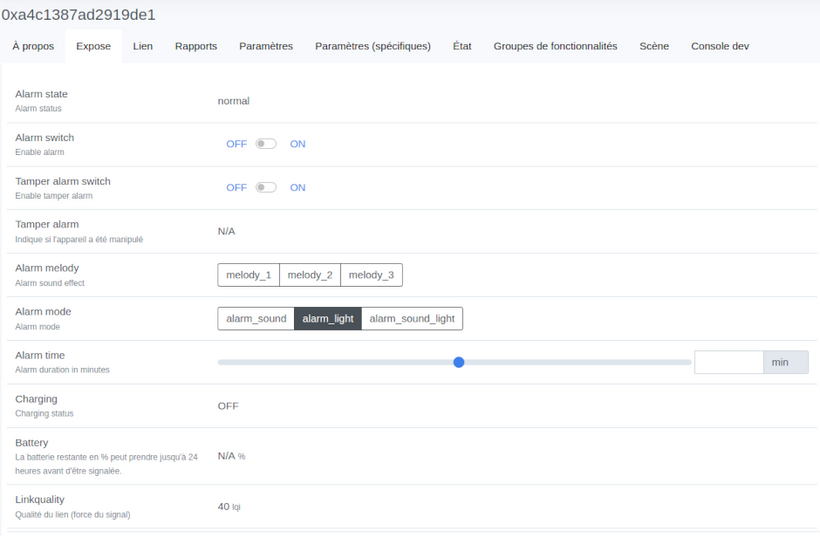 0xa4c1387ad2919de1
À propos Expose Lien Rapports Paramètres Paramètres (spécifiques) État Groupes de fonctionnalités Scène Console dev
Alarm state
Alarm status
normal
Alarm switch
Enable alarm
OFF ON
Tamper alarm switch
Enable tamper alarm
OFF ON
Tamper alarm
Indique si l'appareil a été manipulé
N/A
Alarm melody
Alarm sound effect
melody_1 melody_2 melody_3
Alarm mode
Alarm mode
alarm_sound alarm_light alarm_sound_light
Alarm time
Alarm duration in minutes
min
Charging
Charging status
OFF
Battery
La batterie restante en % peut prendre jusqu'à 24
heures avant d'être signalée.
N/A %
Linkquality
Qualité du lien (force du signal)
40 lqi